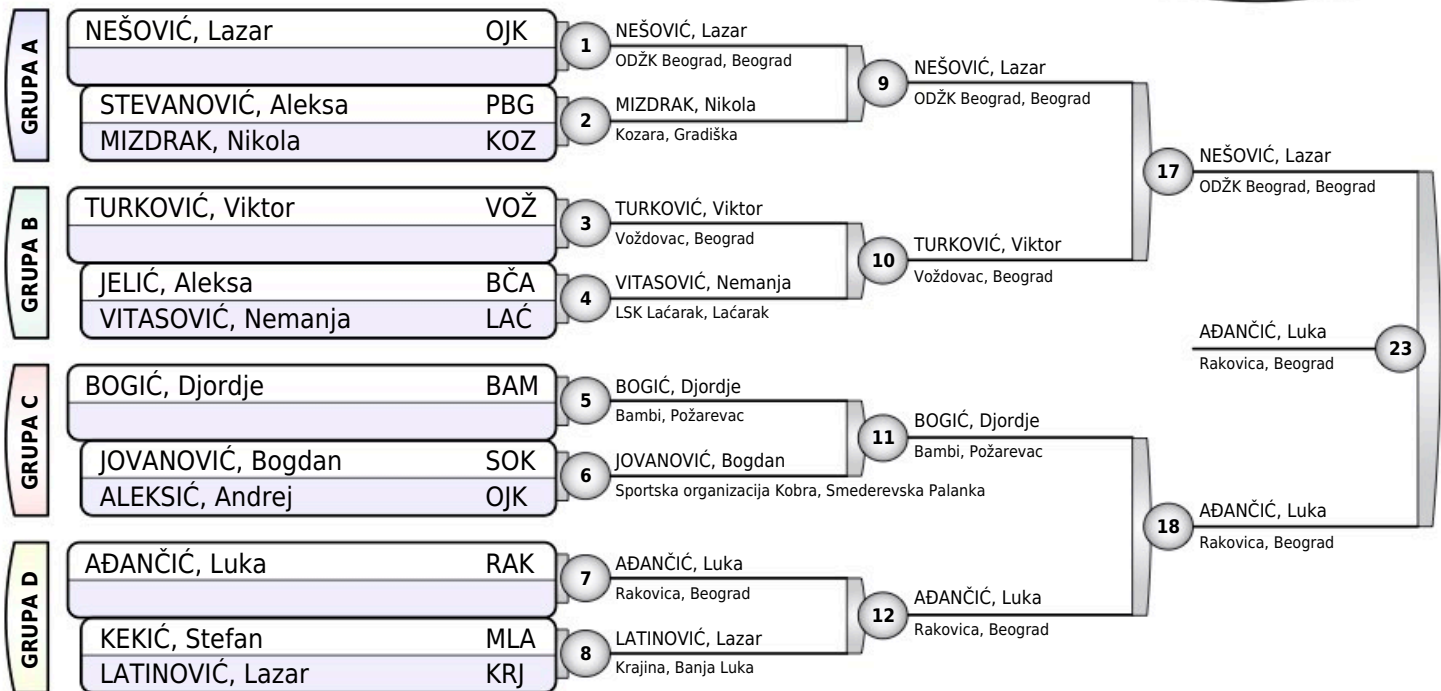 GRUPA A
NEŠOVIĆ, Lazar OJK
STEVANOVIĆ, Aleksa PBG
MIZDRAK, Nikola KOZ
GRUPA B
TURKOVIĆ, Viktor VOŽ
JELIĆ, Aleksa BČA
VITASOVIĆ, Nemanja LAĆ
GRUPA C
BOGIĆ, Djordje BAM
JOVANOVIĆ, Bogdan SOK
ALEKSIĆ, Andrej OJK
GRUPA D
AĐANČIĆ, Luka RAK
KEKIĆ, Stefan MLA
LATINOVIĆ, Lazar KRJ
1
NEŠOVIĆ, Lazar
ODŽK Beograd, Beograd
2
MIZDRAK, Nikola
Kozara, Gradiška
3
TURKOVIĆ, Viktor
Voždovac, Beograd
4
VITASOVIĆ, Nemanja
LSK Laćarak, Laćarak
5
BOGIĆ, Djordje
Bambi, Požarevac
6
JOVANOVIĆ, Bogdan
Sportska organizacija Kobra, Smederevska Palanka
7
AĐANČIĆ, Luka
Rakovica, Beograd
8
LATINOVIĆ, Lazar
Krajina, Banja Luka
9
NEŠOVIĆ, Lazar
ODŽK Beograd, Beograd
10
TURKOVIĆ, Viktor
Voždovac, Beograd
11
BOGIĆ, Djordje
Bambi, Požarevac
12
AĐANČIĆ, Luka
Rakovica, Beograd
17
NEŠOVIĆ, Lazar
ODŽK Beograd, Beograd
18
AĐANČIĆ, Luka
Rakovica, Beograd
AĐANČIĆ, Luka
Rakovica, Beograd
23